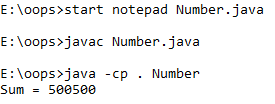 E:\oops>start notepad Number.java
E:\oops>javac Number.java
E:\oops>java -cp . Number
Sum = 500500